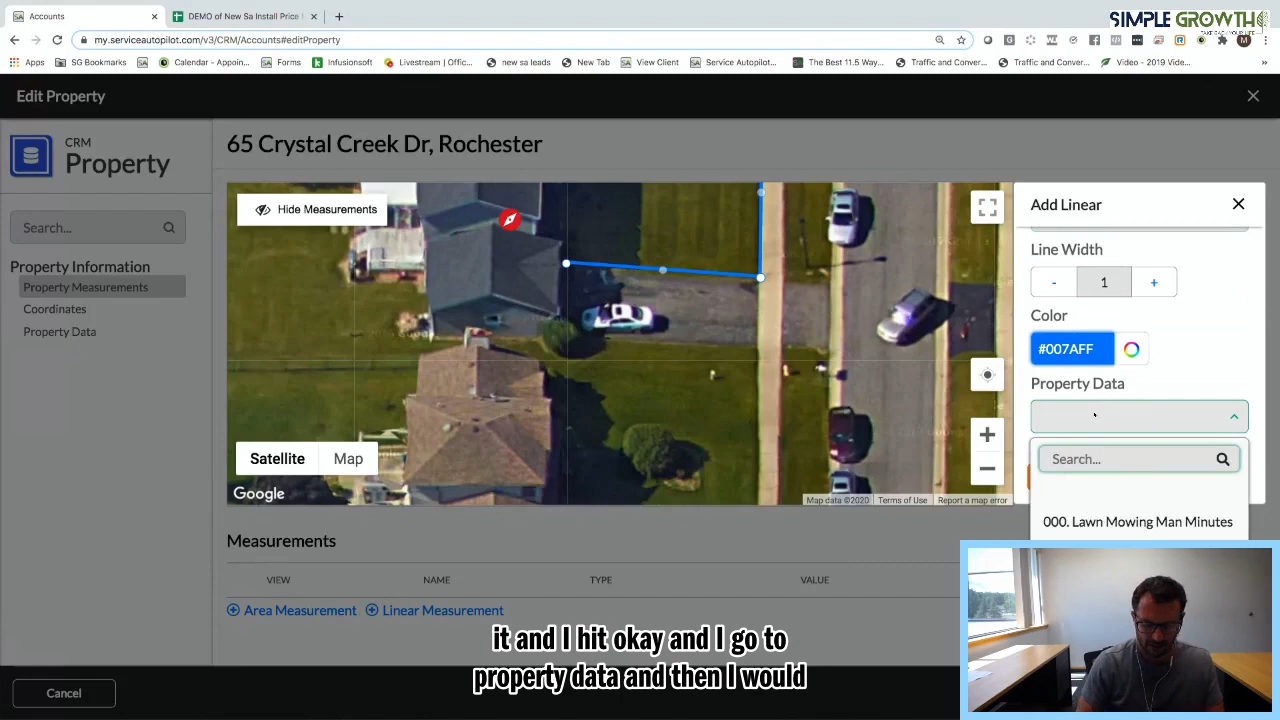 Accounts
DEMO of New Sa Install Price M
SIMPLE GROWTH
TAKE BACK YOUR LIFE
my.serviceautopilot.com/v3/CRM/Accounts#editProperty
Apps
SG Bookmarks
Calendar – Appoin...
Forms
Infusionsoft
Livestream | Offic...
new sa leads
New Tab
View Client
Service Autopilot...
The Best 11.5 Way...
Traffic and Conver...
Traffic and Conver...
Video - 2019 Vide...
Edit Property
CRM
Property
65 Crystal Creek Dr, Rochester
Search...
Property Information
Property Measurements
Coordinates
Property Data
Hide Measurements
Satellite
Map
Google
Map data ©2020
Terms of Use
Report a map error
Add Linear
Line Width
- 1 +
Color
#007AFF
Property Data
Search...
000. Lawn Mowing Man Minutes
Measurements
VIEW
NAME
TYPE
VALUE
Area Measurement
Linear Measurement
it and I hit okay and I go to
property data and then I would
Cancel